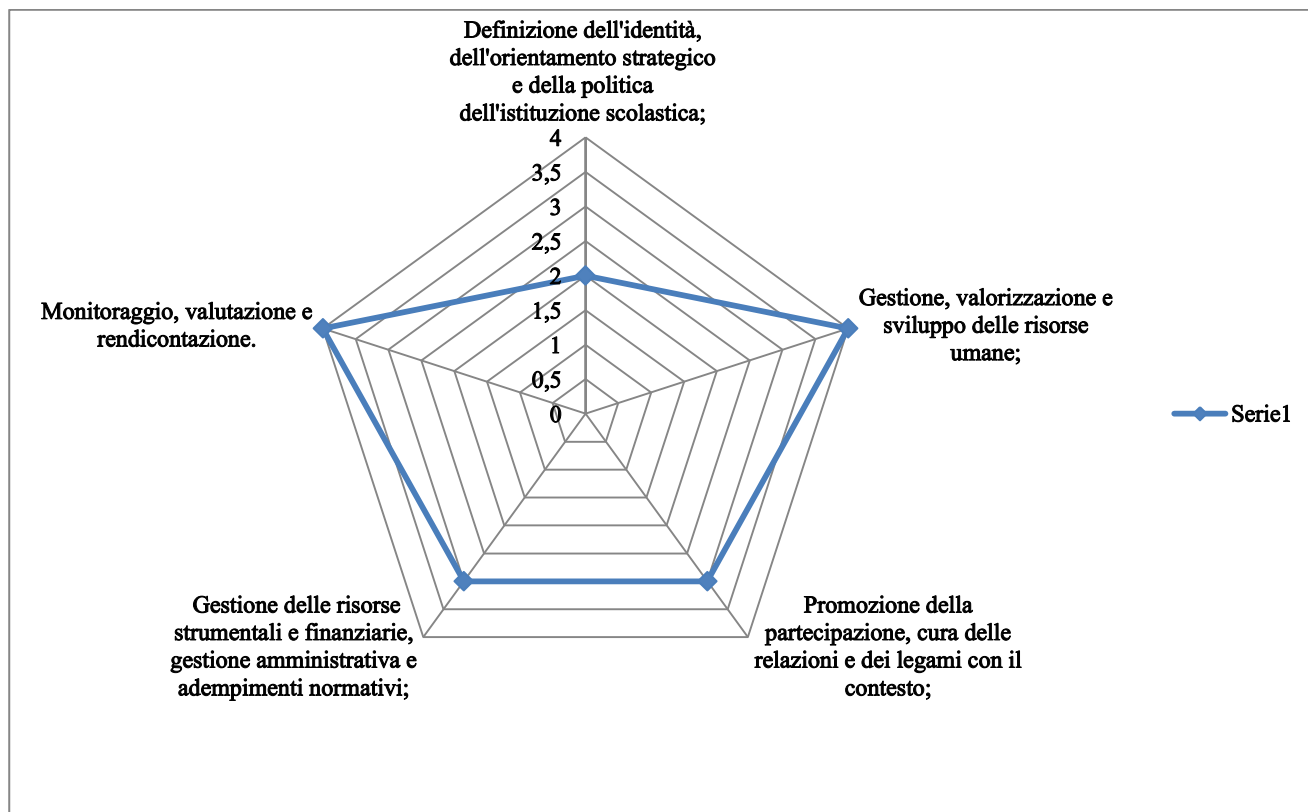 Definizione dell'identità,
dell'orientamento strategico
e della politica
dell'istituzione scolastica;
4
3,5
3
2,5
2
1,5
1
0,5
0
Gestione, valorizzazione e
sviluppo delle risorse
umane;
Promozione della
partecipazione, cura delle
relazioni e dei legami con il
contesto;
Gestione delle risorse
strumentali e finanziarie,
gestione amministrativa e
adempimenti normativi;
Monitoraggio, valutazione e
rendicontazione.
Serie1